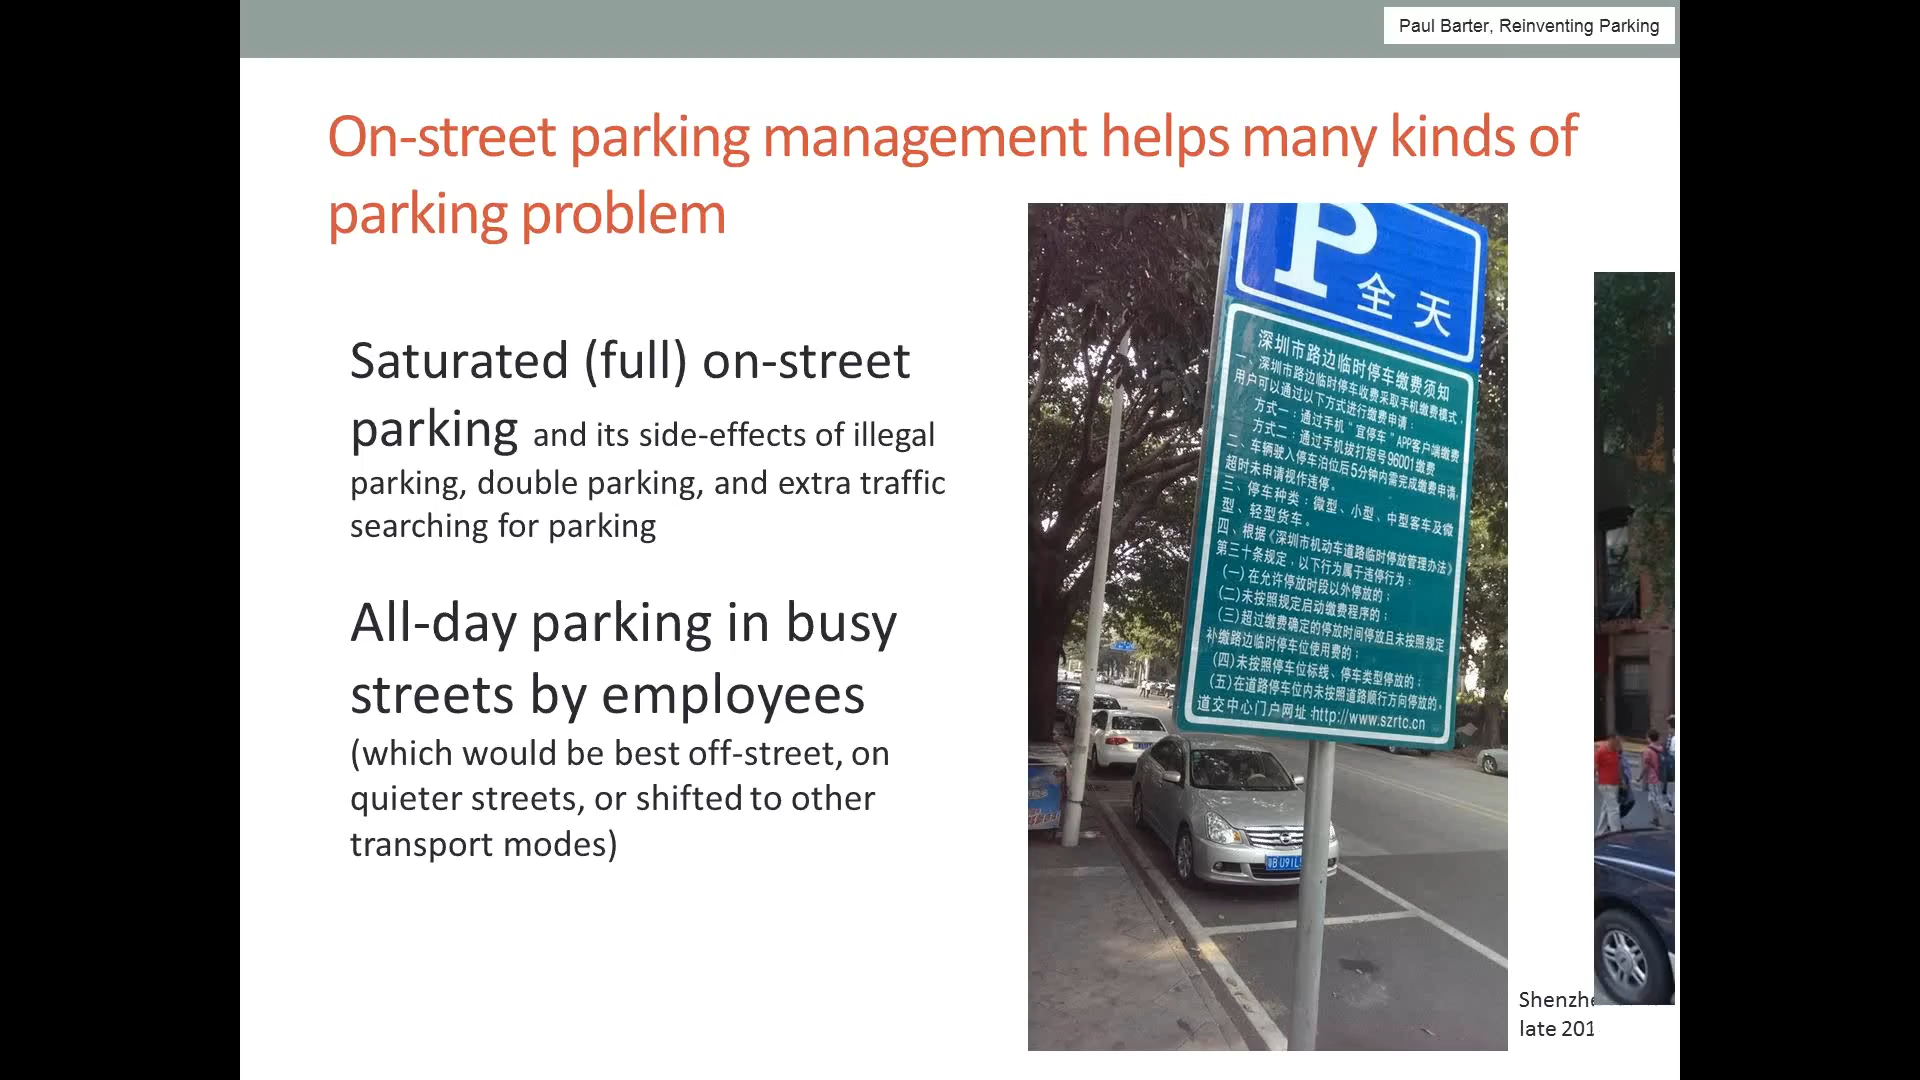 Paul Barter, Reinventing Parking
On-street parking management helps many kinds of
parking problem
Saturated (full) on-street
parking and its side-effects of illegal
parking, double parking, and extra traffic
searching for parking
All-day parking in busy
streets by employees
(which would be best off-street, on
quieter streets, or shifted to other
transport modes)
P
全天
深圳市路边临时停车缴费须知
一、深圳市路边临时停车收费采取手机缴费模式,
用户可以通过以下方式进行缴费申请:
方式一:通过手机“宜停车”APP客户端缴费
方式二:通过手机拨打短号96001缴费
二、车辆驶入停车泊位后5分钟内需完成缴费申请,
超时未申请视作违停。
三、停车种类:微型、小型、中型客车及微
型、轻型货车。
四、根据《深圳市机动车道路临时停放管理办法》
第三十条规定,以下行为属于违停行为:
(一)在允许停放时段以外停放的;
(二)未按照规定启动缴费程序的;
(三)超过缴费确定的停放时间停放且未按照规定
补缴路边临时停车位使用费的;
(四)未按照停车位标线、停车类型停放的;
(五)在道路停车位内未按照道路顺行方向停放的。
道交中心门户网址:http://www.szrtc.cn
粤B U91L
Shenzhe
late 201